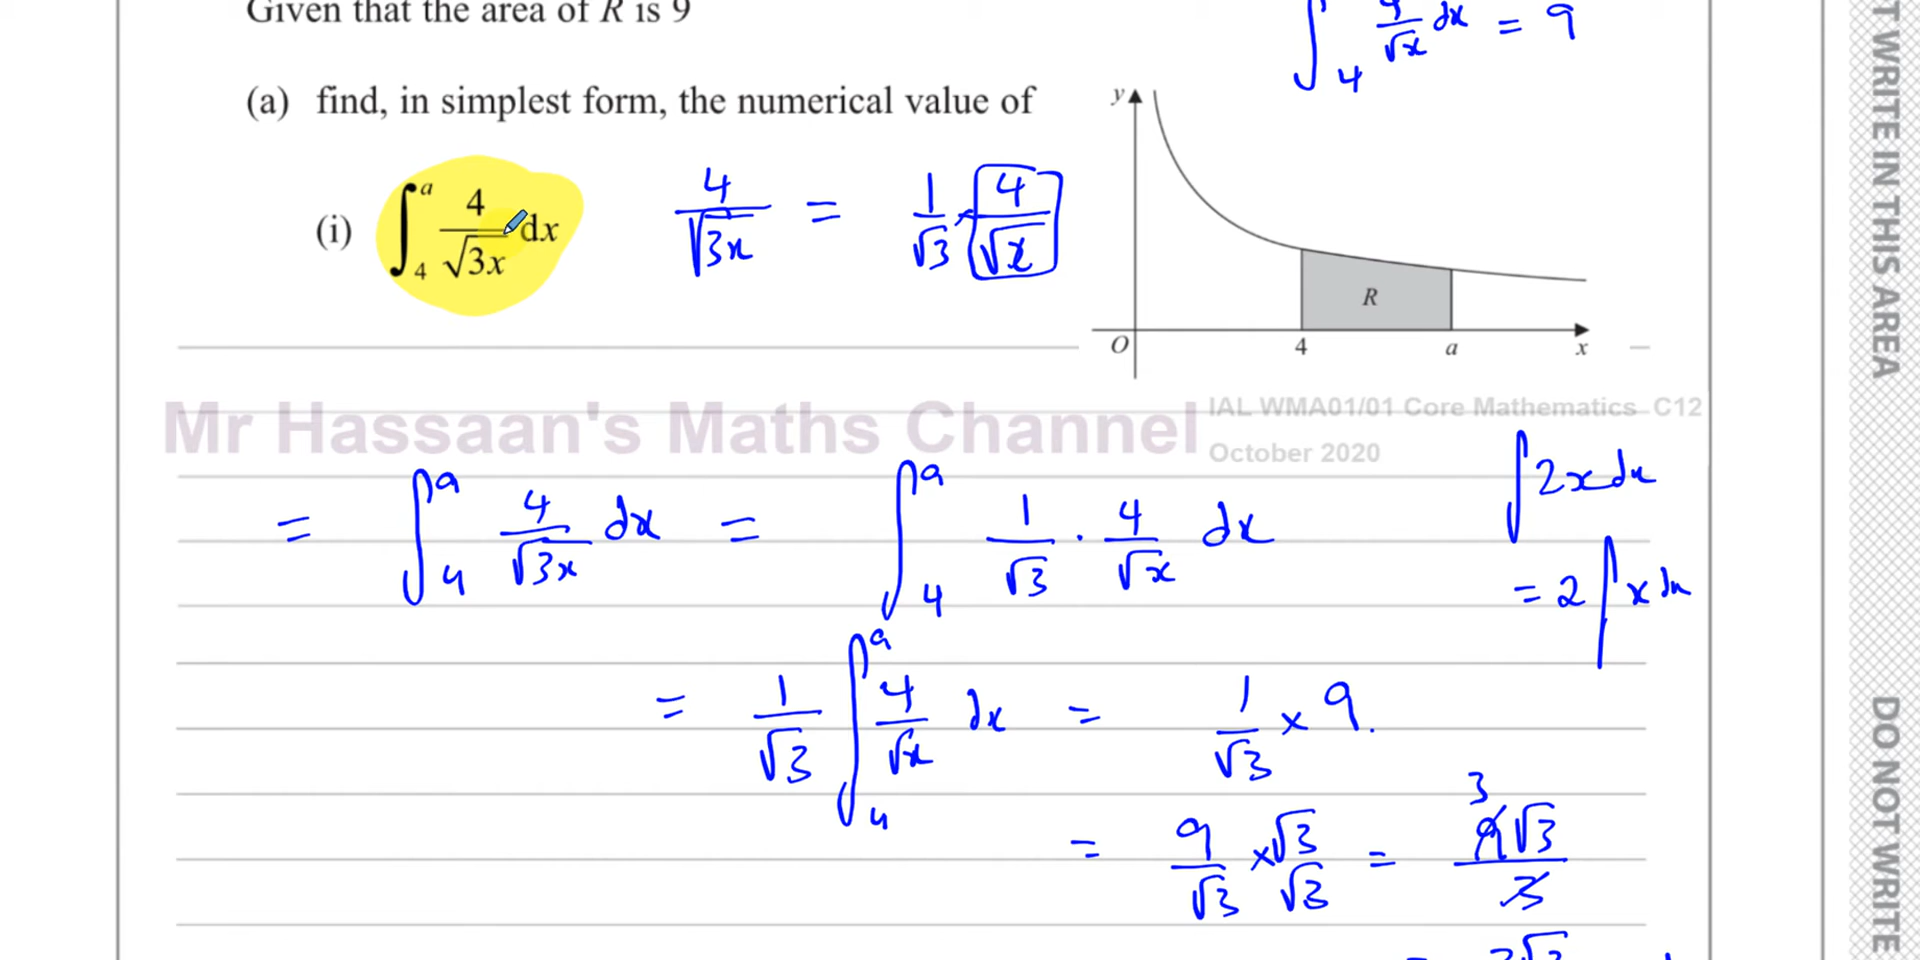 Given that the area of R is 9
∫₄ 9/√x dx = 9
(a) find, in simplest form, the numerical value of
(i) ∫₄ᵃ 4/√3x dx
4/√3x = 1/√3 × 4/√x
y
R
O 4 a x
Mr Hassaan's Maths Channel
IAL WMA01/01 Core Mathematics C12
October 2020
= ∫₄ᵃ 4/√3x dx = ∫₄ᵃ 1/√3 · 4/√x dx
∫2x dx
= 2∫x dx
= 1/√3 ∫₄ᵃ 4/√x dx = 1/√3 × 9.
= 9/√3 × √3/√3 = 9√3/3
3
T WRITE IN THIS AREA
DO NOT WRITE